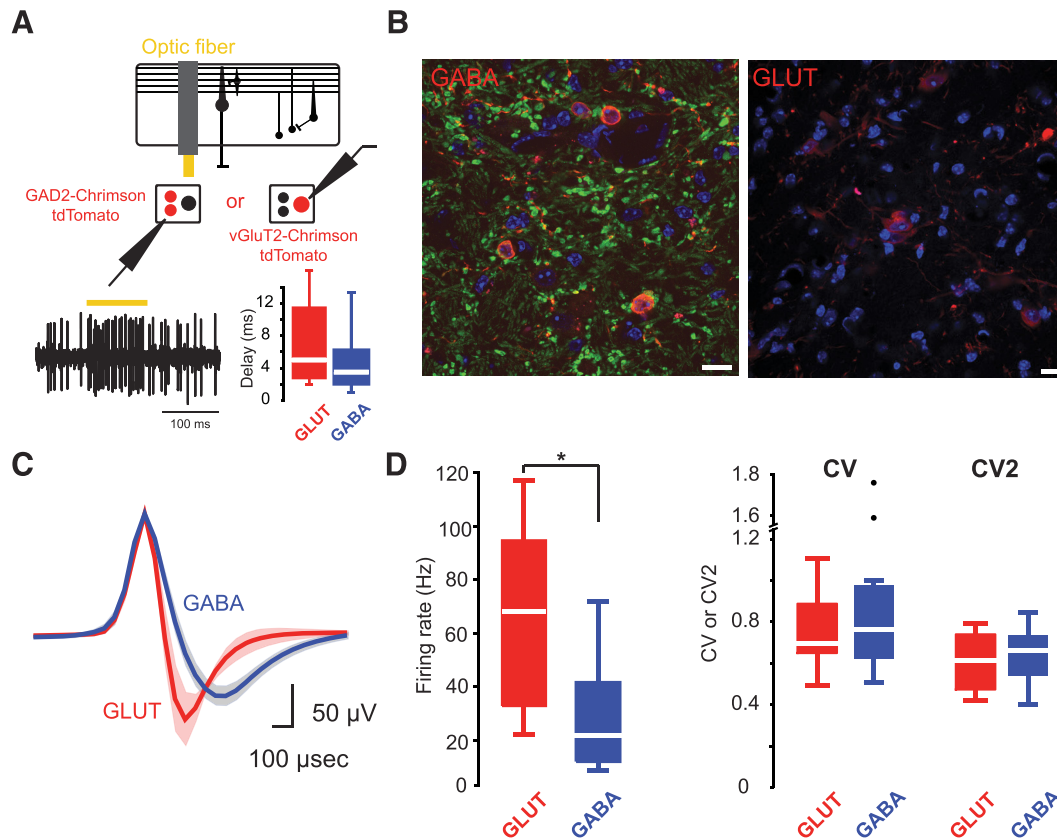 A
Optic fiber
GAD2-Chrimson
tdTomato
or
vGluT2-Chrimson
tdTomato
100 ms
Delay (ms)
12
8
4
0
GLUT
GABA
B
GABA
GLUT
C
GABA
GLUT
50 µV
100 µsec
D
Firing rate (Hz)
120
100
80
60
40
20
0
*
GLUT
GABA
CV
CV2
CV or CV2
1.8
1.6
1.2
0.8
0.4
0
GLUT
GABA
GLUT
GABA